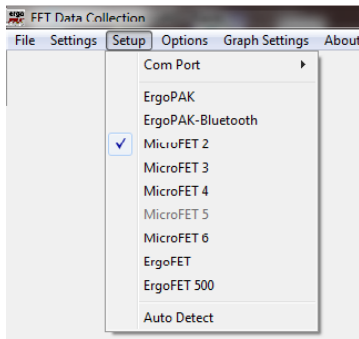 ergo FET Data Collection
File Settings Setup Options Graph Settings About
Com Port
ErgoPAK
ErgoPAK-Bluetooth
MicroFET 2
MicroFET 3
MicroFET 4
MicroFET 5
MicroFET 6
ErgoFET
ErgoFET 500
Auto Detect